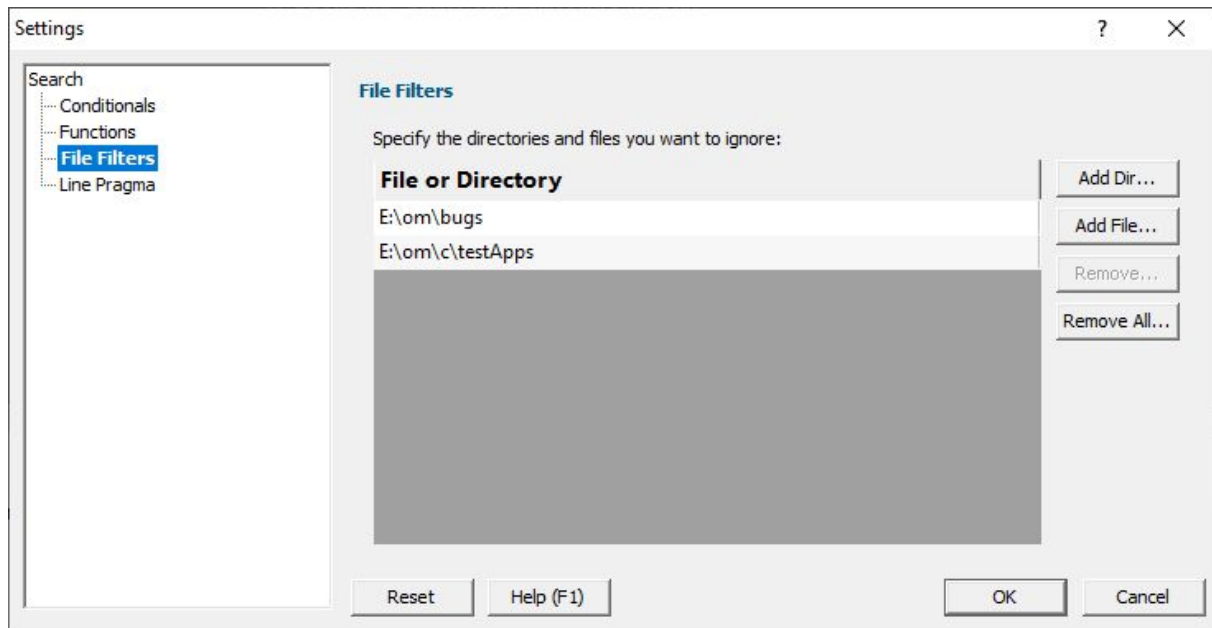 Settings
?
Search
Conditionals
Functions
File Filters
Line Pragma
File Filters
Specify the directories and files you want to ignore:
File or Directory
E:\om\bugs
E:\om\c\testApps
Add Dir...
Add File...
Remove...
Remove All...
Reset
Help (F1)
OK
Cancel